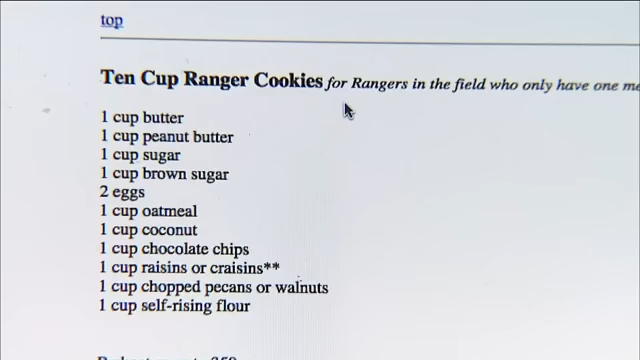 top
Ten Cup Ranger Cookies for Rangers in the field who only have one
1 cup butter
1 cup peanut butter
1 cup sugar
1 cup brown sugar
2 eggs
1 cup oatmeal
1 cup coconut
1 cup chocolate chips
1 cup raisins or craisins**
1 cup chopped pecans or walnuts
1 cup self-rising flour